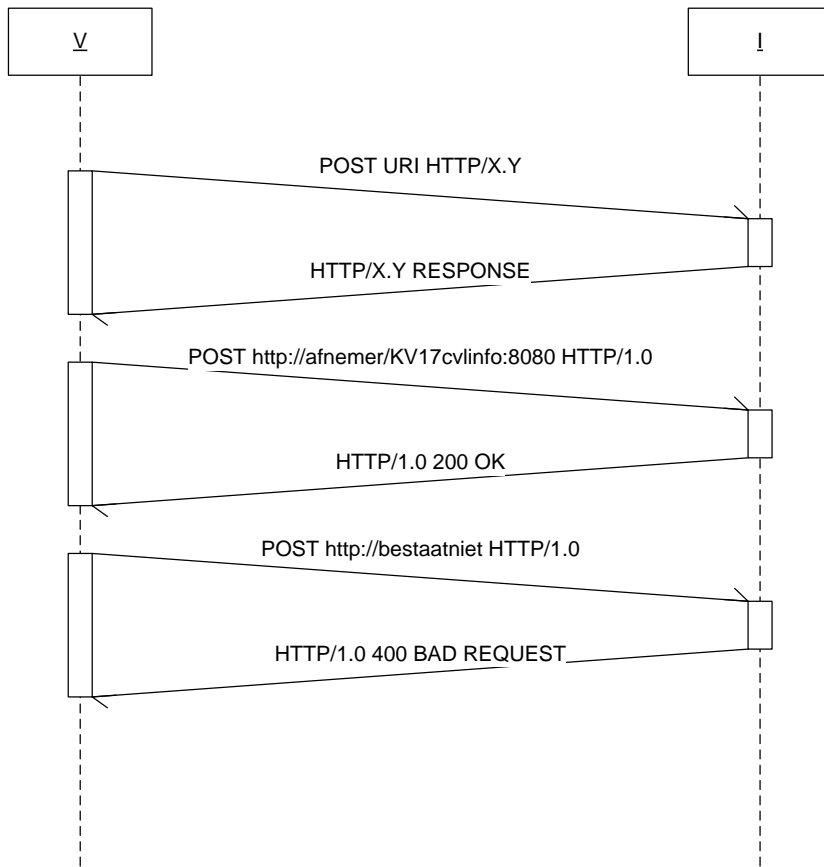 V
I
POST URI HTTP/X.Y
HTTP/X.Y RESPONSE
POST http://afnemer/KV17cvlinfo:8080 HTTP/1.0
HTTP/1.0 200 OK
POST http://bestaatniet HTTP/1.0
HTTP/1.0 400 BAD REQUEST